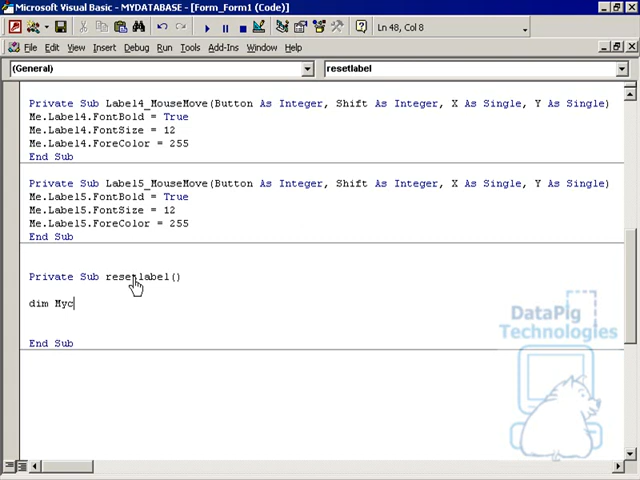 Microsoft Visual Basic - MYDATABASE - [Form_Form1 (Code)]
File Edit View Insert Debug Run Tools Add-Ins Window Help
Ln 48, Col 8
(General)
resetlabel
Private Sub Label4_MouseMove(Button As Integer, Shift As Integer, X As Single, Y As Single)
Me.Label4.FontBold = True
Me.Label4.FontSize = 12
Me.Label4.ForeColor = 255
End Sub
Private Sub Label5_MouseMove(Button As Integer, Shift As Integer, X As Single, Y As Single)
Me.Label5.FontBold = True
Me.Label5.FontSize = 12
Me.Label5.ForeColor = 255
End Sub
Private Sub resetlabel()
dim Myc
End Sub
DataPig
Technologies